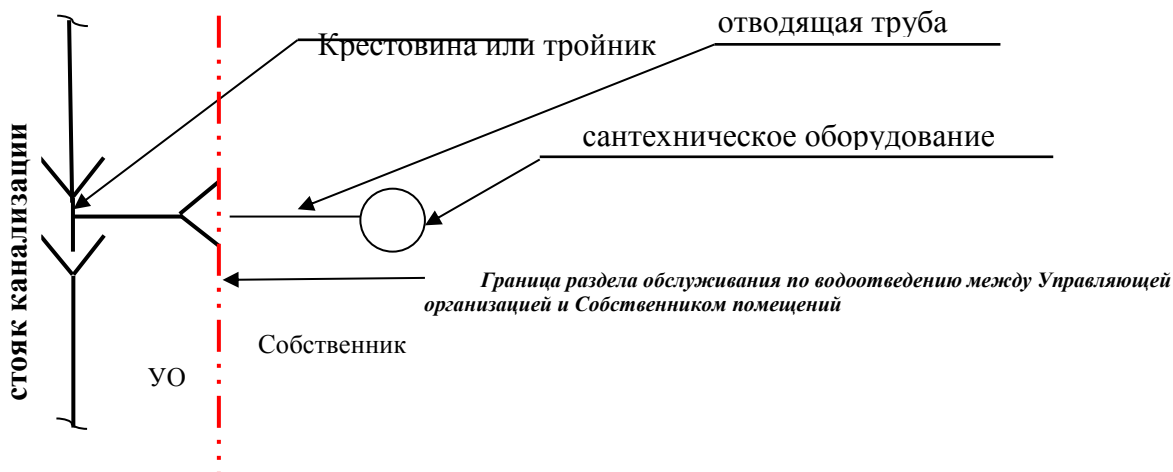 отводящая труба
Крестовина или тройник
сантехническое оборудование
стояк канализации
Граница раздела обслуживания по водоотведению между Управляющей
организацией и Собственником помещений
Собственник
УО